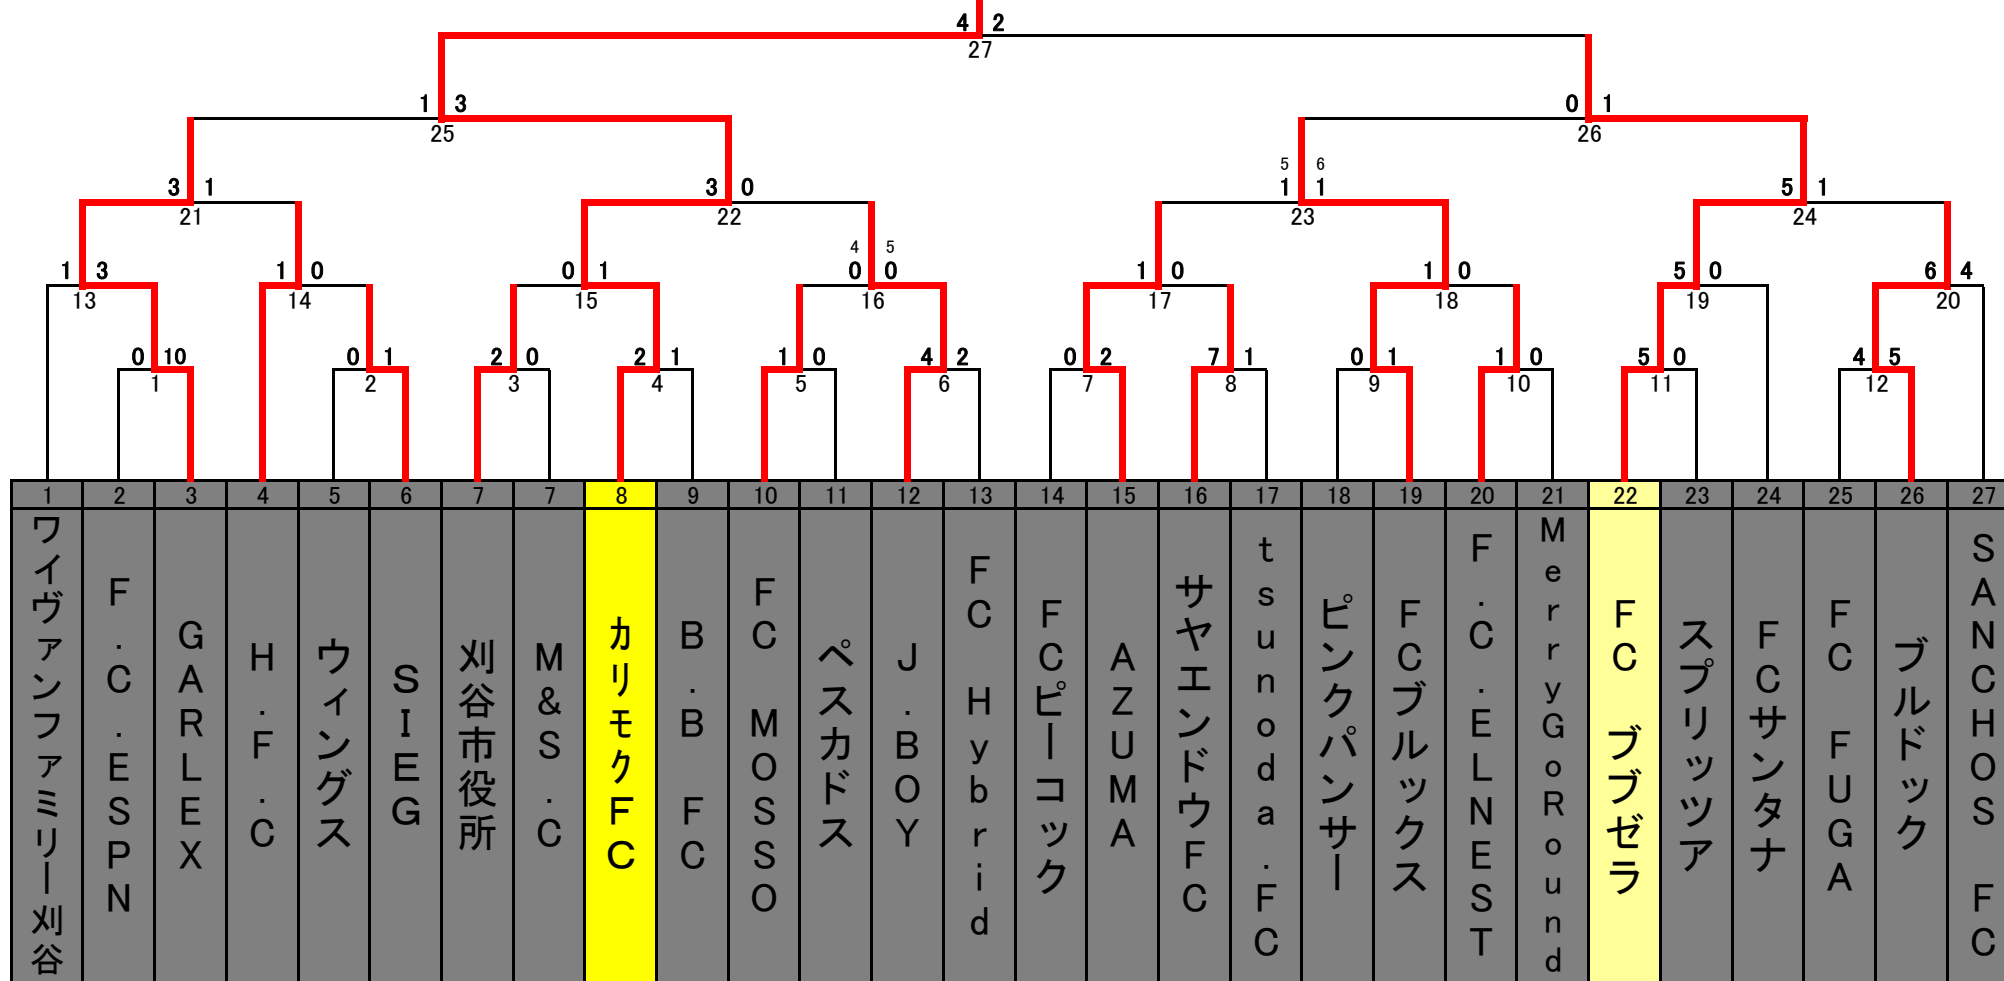 4 2
27
1 3 0 1
25 26
5 6
3 1 3 0 1 1 5 1
21 22 23 24
4 5
1 3 1 0 0 1 0 0 1 0 1 0 5 0 6 4
13 14 15 16 17 18 19 20
0 10 0 1 2 0 2 1 1 0 4 2 0 2 7 1 0 1 1 0 5 0 4 5
1 2 3 4 5 6 7 8 9 10 11 12
1 2 3 4 5 6 7 7 8 9 10 11 12 13 14 15 16 17 18 19 20 21 22 23 24 25 26 27
ワイヴァンファミリー刈谷
F.C.ESPN
GARLEX
H.F.C
ウィングス
SIEG
刈谷市役所
M&S.C
カリモクFC
B.B FC
FC MOSSO
ペスカドス
J.BOY
FC Hybrid
FCピーコック
AZUMA
サヤエンドウFC
tsunoda.FC
ピンクパンサー
FCブルックス
F.C.ELNEST
MerryGoRound
FC ブブゼラ
スプリッツア
FCサンタナ
FC FUGA
ブルドック
SANCHOS FC